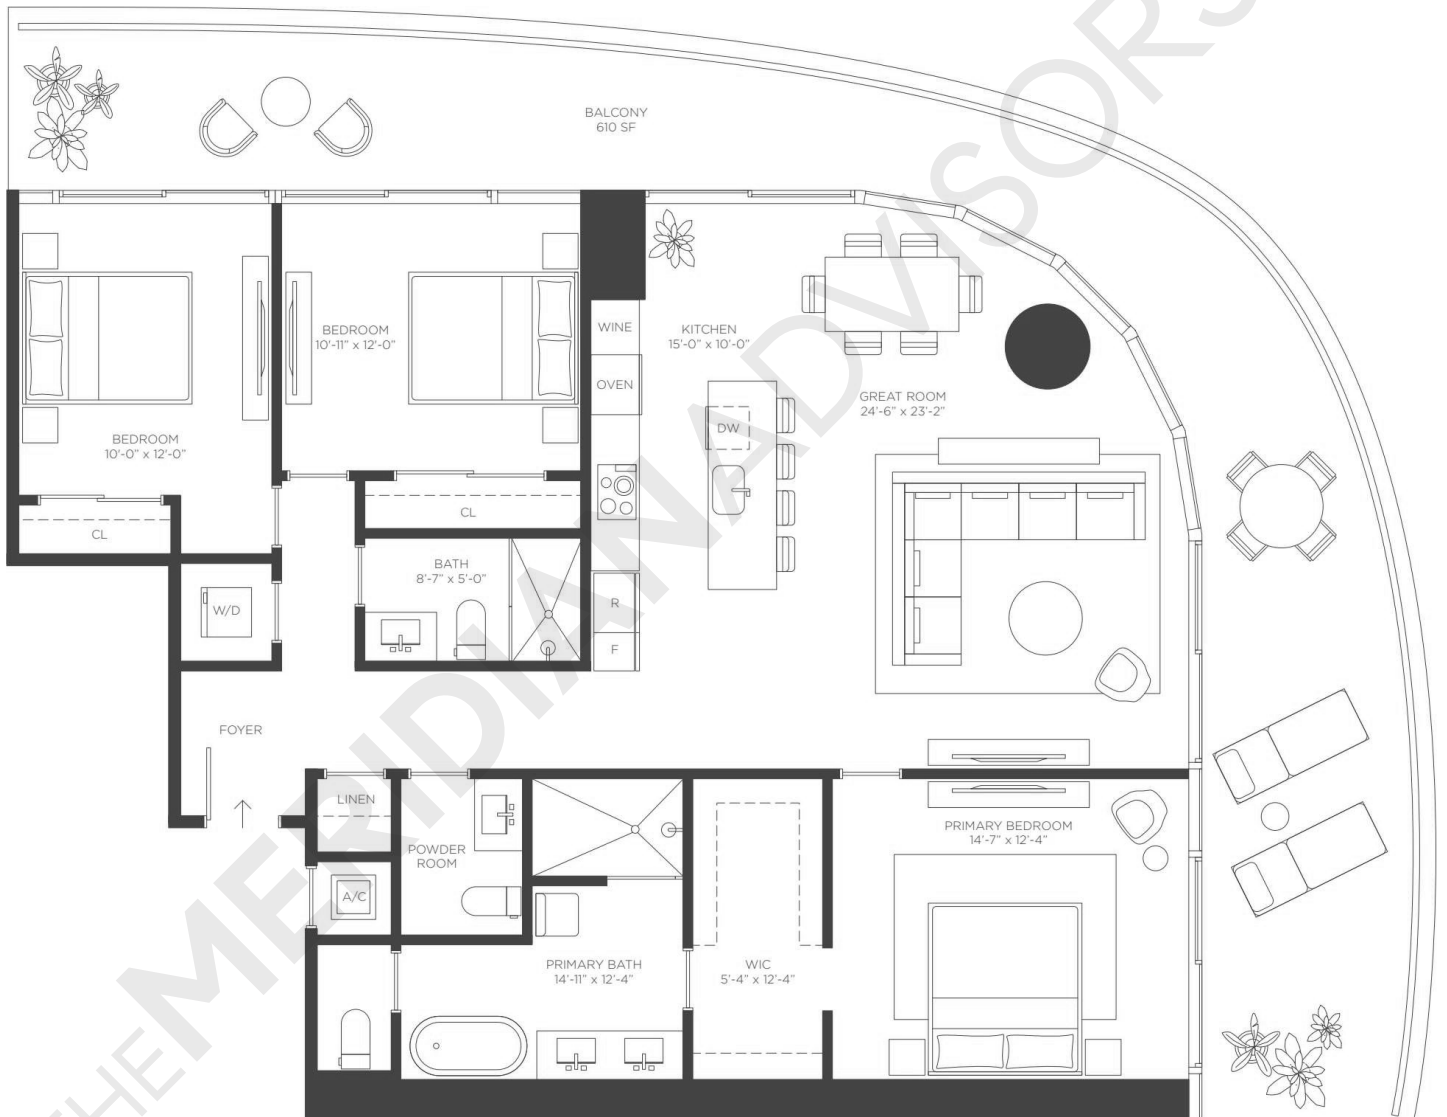 BALCONY
610 SF
BEDROOM
10'-11" x 12'-0"
WINE
KITCHEN
15'-0" x 10'-0"
OVEN
GREAT ROOM
24'-6" x 23'-2"
DW
BEDROOM
10'-0" x 12'-0"
CL
CL
BATH
8'-7" x 5'-0"
W/D
R
F
FOYER
LINEN
POWDER
ROOM
PRIMARY BEDROOM
14'-7" x 12'-4"
A/C
PRIMARY BATH
14'-11" x 12'-4"
WIC
5'-4" x 12'-4"
THE MERIDIAN ADVISORS